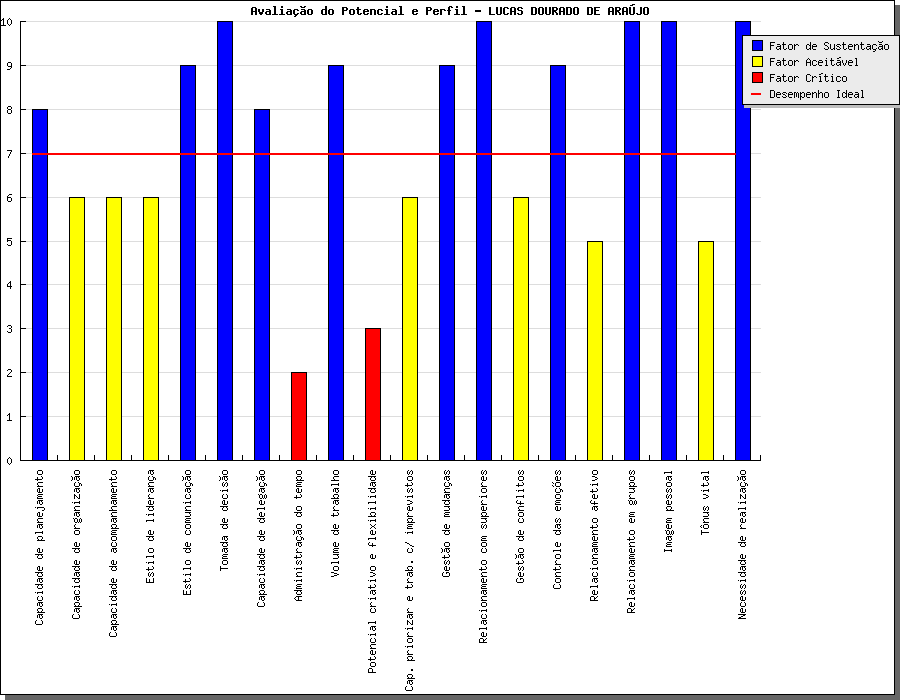 Avaliação do Potencial e Perfil - LUCAS DOURADO DE ARAÚJO
Fator de Sustentação
Fator Aceitável
Fator Crítico
Desempenho Ideal
10
9
8
7
6
5
4
3
2
1
0
Capacidade de planejamento
Capacidade de organização
Capacidade de acompanhamento
Estilo de liderança
Estilo de comunicação
Tomada de decisão
Capacidade de delegação
Administração do tempo
Volume de trabalho
Potencial criativo e flexibilidade
Cap. priorizar e trab. c/ imprevistos
Gestão de mudanças
Relacionamento com superiores
Gestão de conflitos
Controle das emoções
Relacionamento afetivo
Relacionamento em grupos
Imagem pessoal
Tônus vital
Necessidade de realização